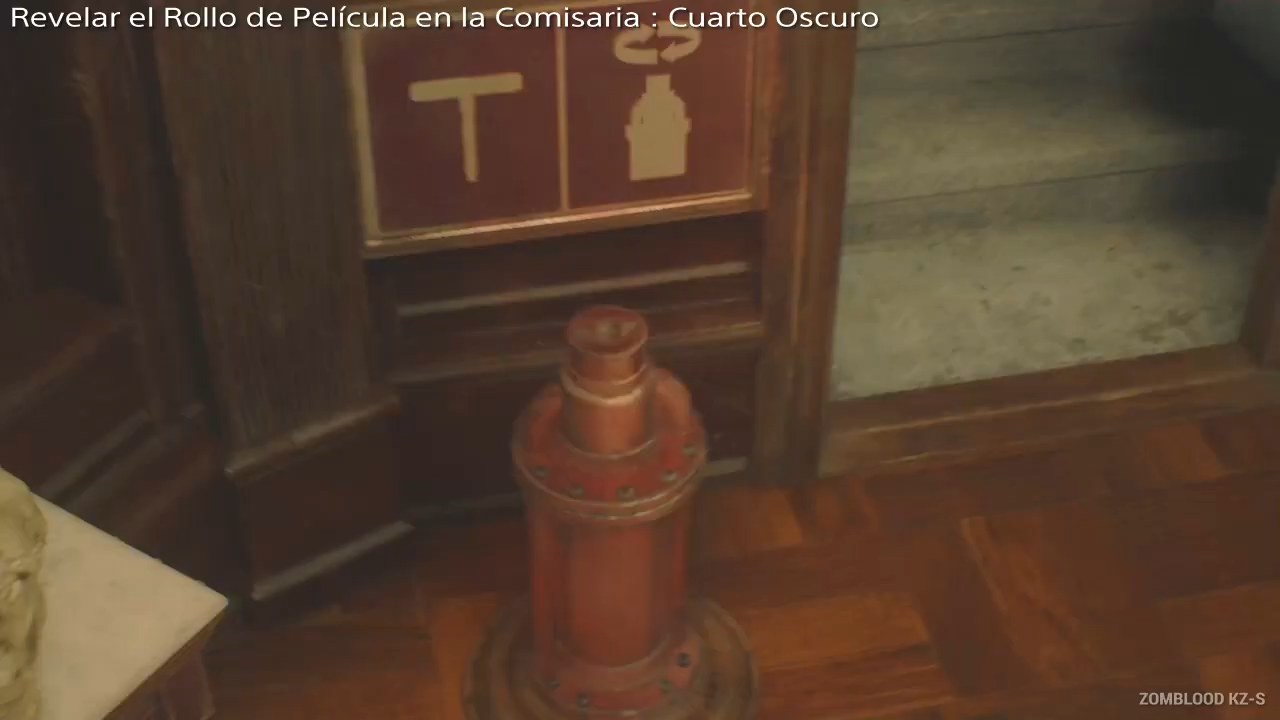 Revelar el Rollo de Película en la Comisaria : Cuarto Oscuro
ZOMBLOOD KZ-S